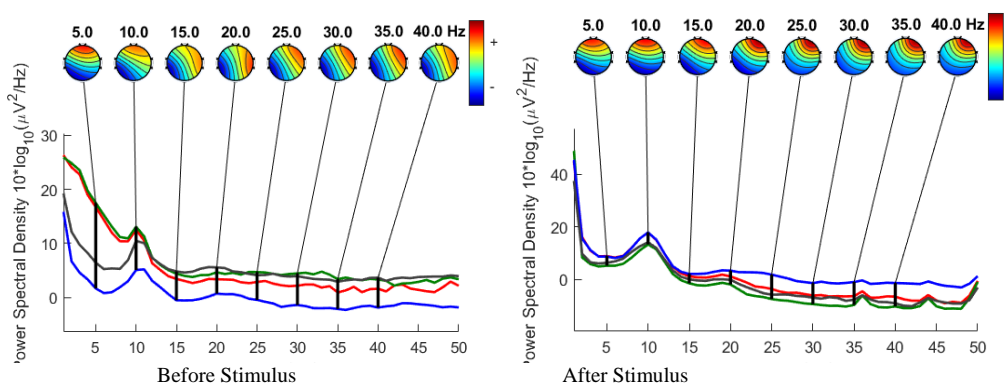 5.0 10.0 15.0 20.0 25.0 30.0 35.0 40.0 Hz
+
-
ower Spectral Density 10*log10(μV2/Hz)
30
20
10
0
5 10 15 20 25 30 35 40 45 50
Before Stimulus
5.0 10.0 15.0 20.0 25.0 30.0 35.0 40.0 Hz
ower Spectral Density 10*log10(μV2/Hz)
40
20
0
5 10 15 20 25 30 35 40 45 50
After Stimulus